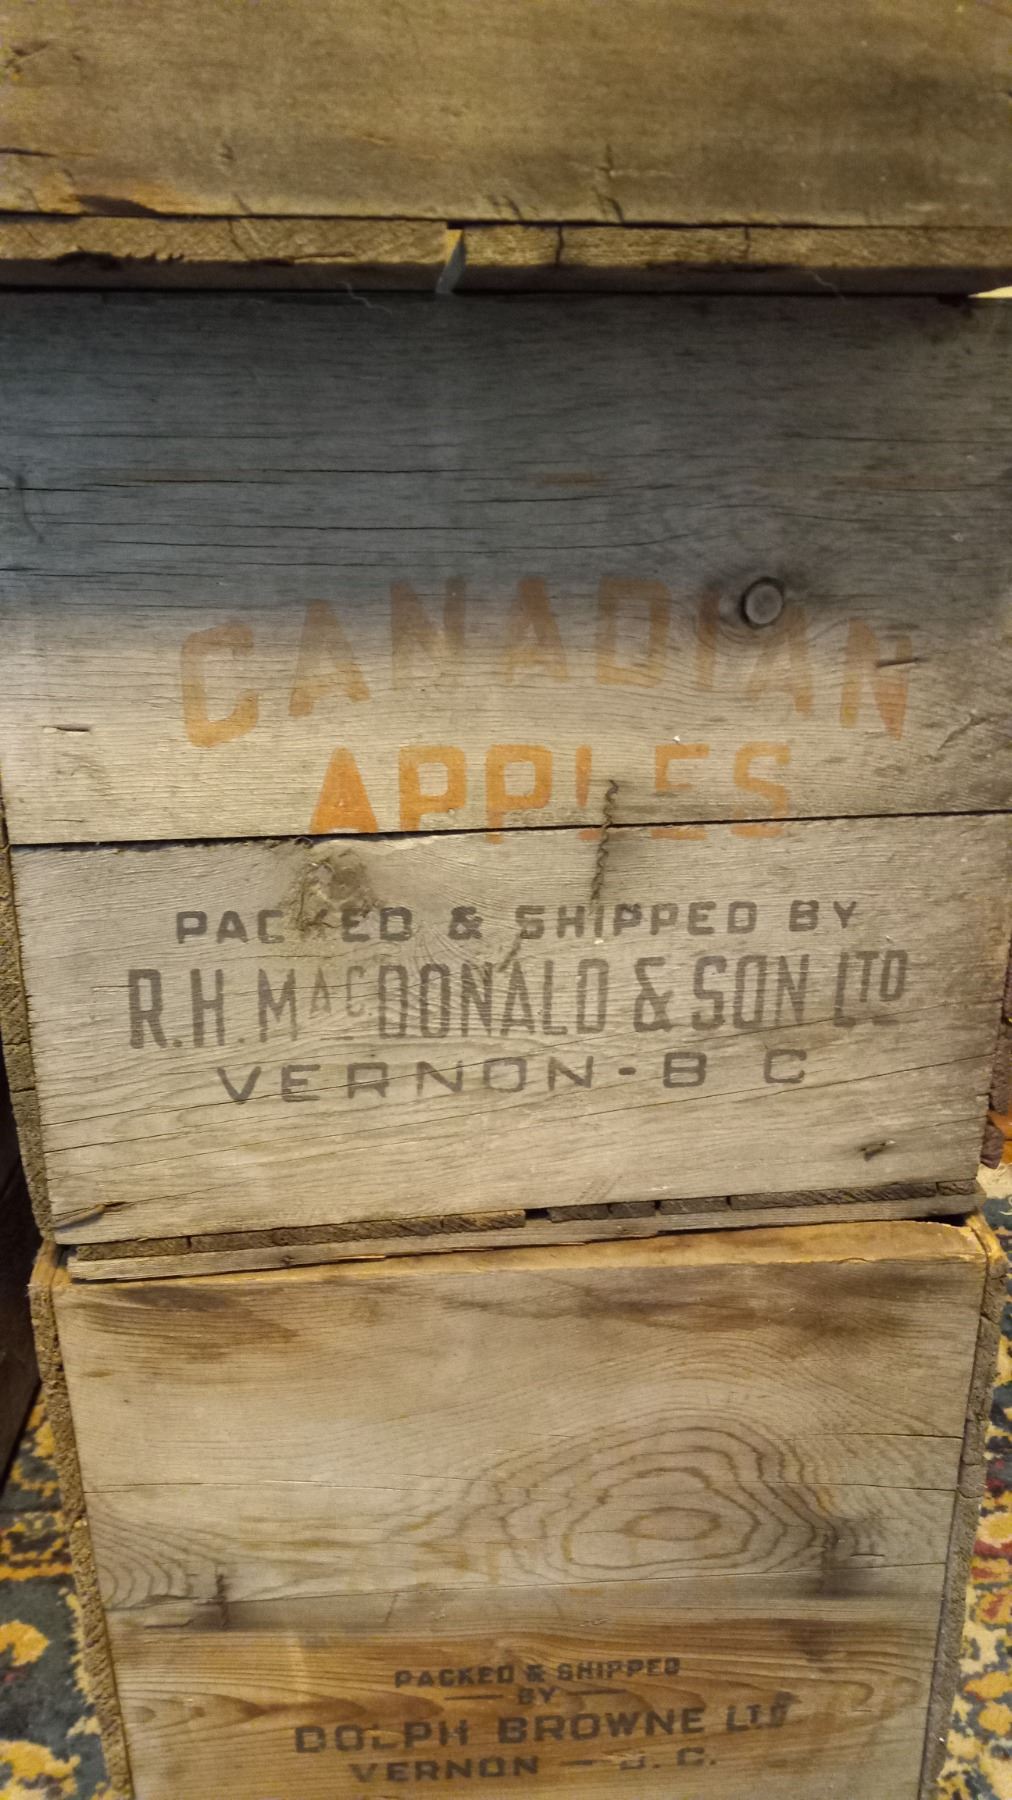 CANADIAN
APPLES
PACKED & SHIPPED BY
R.H. MACDONALD & SON LTD
VERNON - B C
PACKED & SHIPPED
— BY —
DOLPH BROWNE LTD
VERNON — B. C.